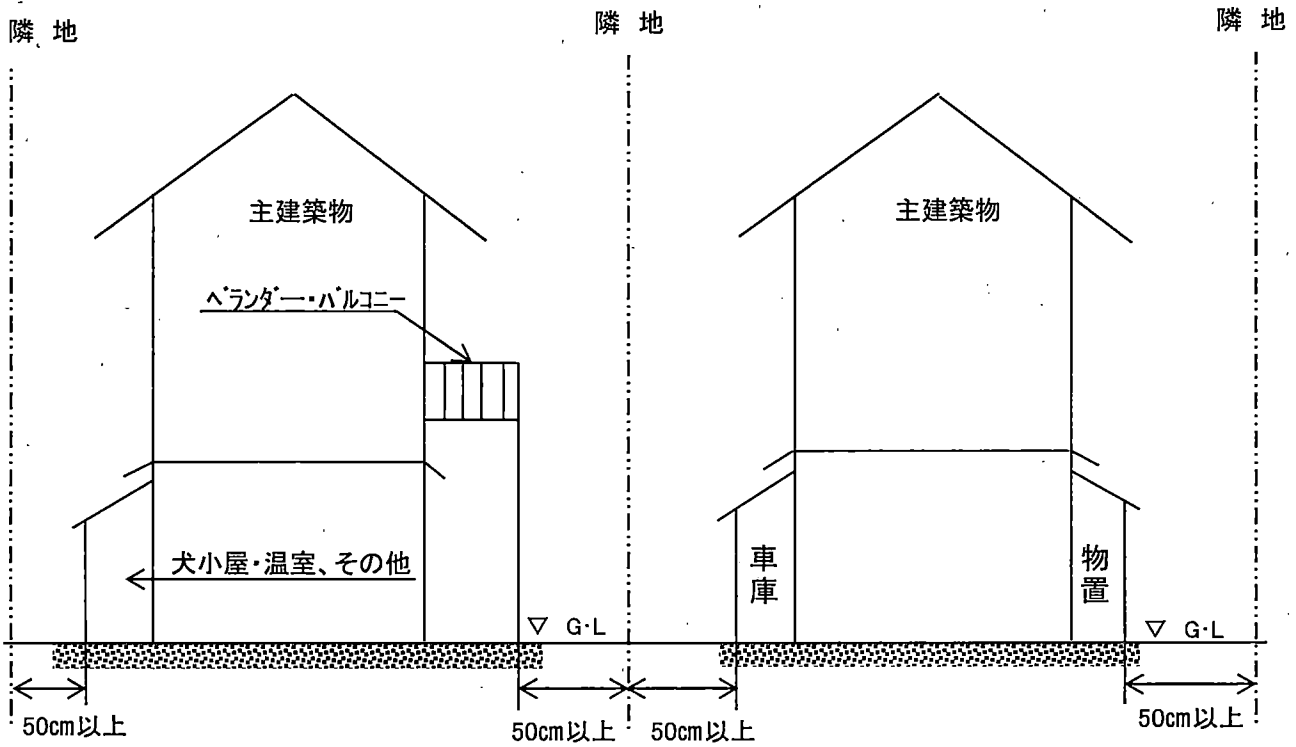 隣 地
隣 地
隣 地
主建築物
主建築物
ベランダー・バルコニー
犬小屋・温室、その他
車庫
物置
▽ G・L
▽ G・L
50cm以上
50cm以上
50cm以上
50cm以上